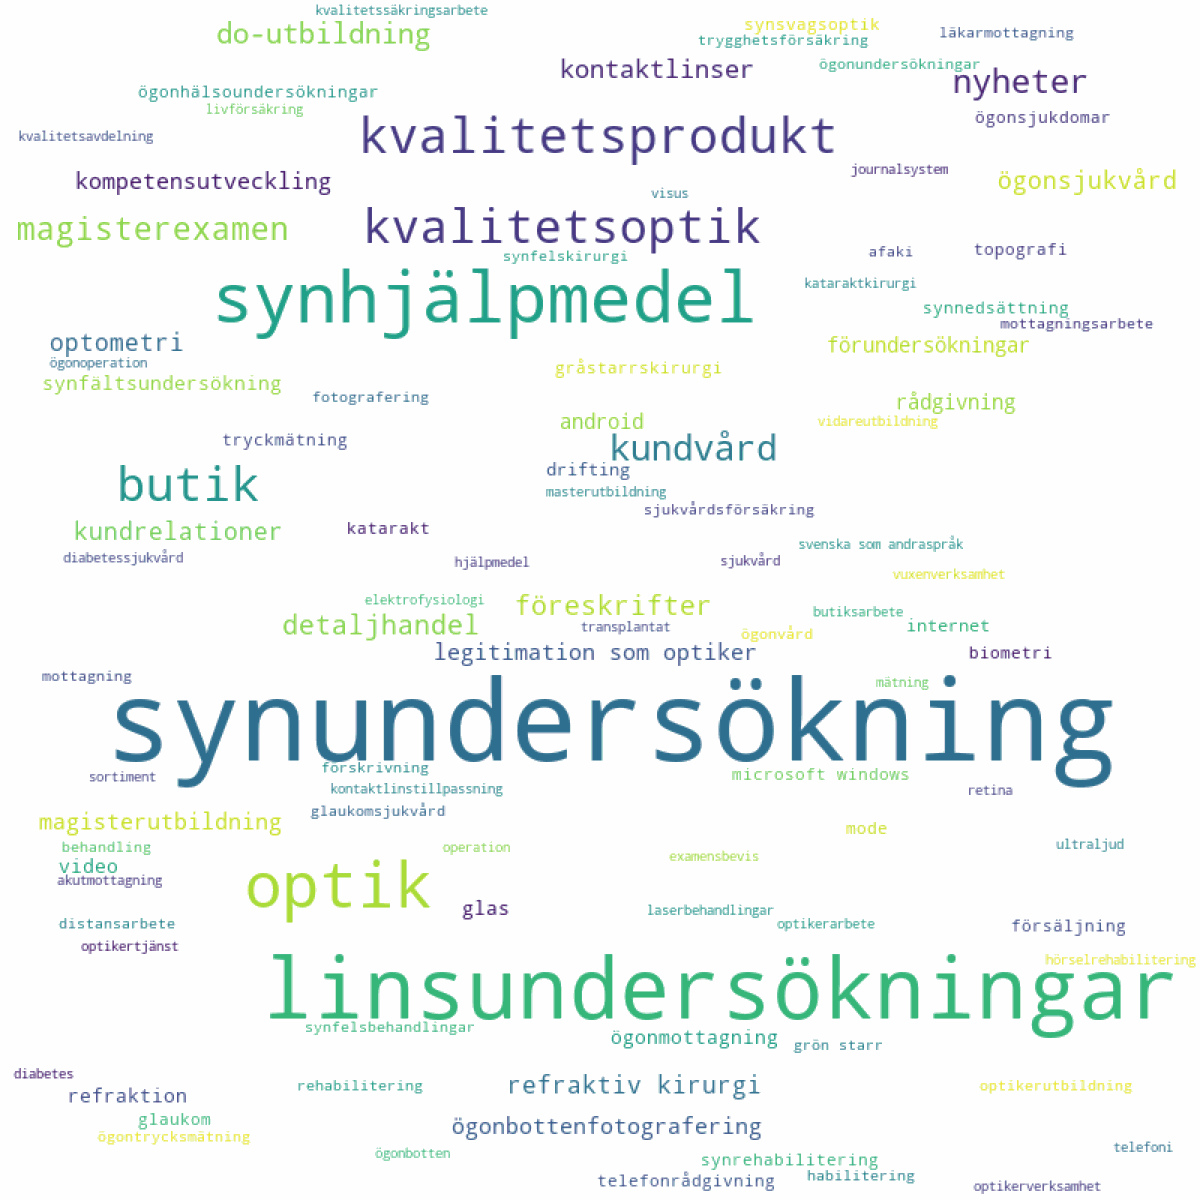 kvalitetssäkringsarbete
synsvagsoptik
do-utbildning
läkarmottagning
trygghetsförsäkring
kontaktlinser
ögonundersökningar
nyheter
ögonhälsoundersökningar
livförsäkring
ögonsjukdomar
kvalitetsavdelning
kvalitetsprodukt
journalsystem
kompetensutveckling
ögonsjukvård
visus
magisterexamen
kvalitetsoptik
afaki
topografi
synfelskirurgi
kataraktkirurgi
synhjälpmedel
synnedsättning
mottagningsarbete
optometri
förundersökningar
ögonoperation
gråstarrskirurgi
synfältsundersökning
fotografering
rådgivning
android
vidareutbildning
tryckmätning
kundvård
drifting
butik
masterutbildning
sjukvårdsförsäkring
kundrelationer
katarakt
svenska som andraspråk
diabetessjukvård
hjälpmedel
sjukvård
vuxenverksamhet
elektrofysiologi
föreskrifter
butiksarbete
detaljhandel
transplantat
internet
ögonvård
legitimation som optiker
biometri
mottagning
mätning
synundersökning
förskrivning
sortiment
microsoft windows
kontaktlinstillpassning
retina
glaukomsjukvård
magisterutbildning
mode
behandling
operation
ultraljud
examensbevis
video
akutmottagning
optik
glas
laserbehandlingar
distansarbete
optikerarbete
försäljning
optikertjänst
hörselrehabilitering
linsundersökningar
synfelsbehandlingar
ögonmottagning
grön starr
diabetes
rehabilitering
refraktiv kirurgi
optikerutbildning
refraktion
glaukom
ögonbottenfotografering
ögontrycksmätning
telefoni
ögonbotten
synrehabilitering
habilitering
telefonrådgivning
optikerverksamhet